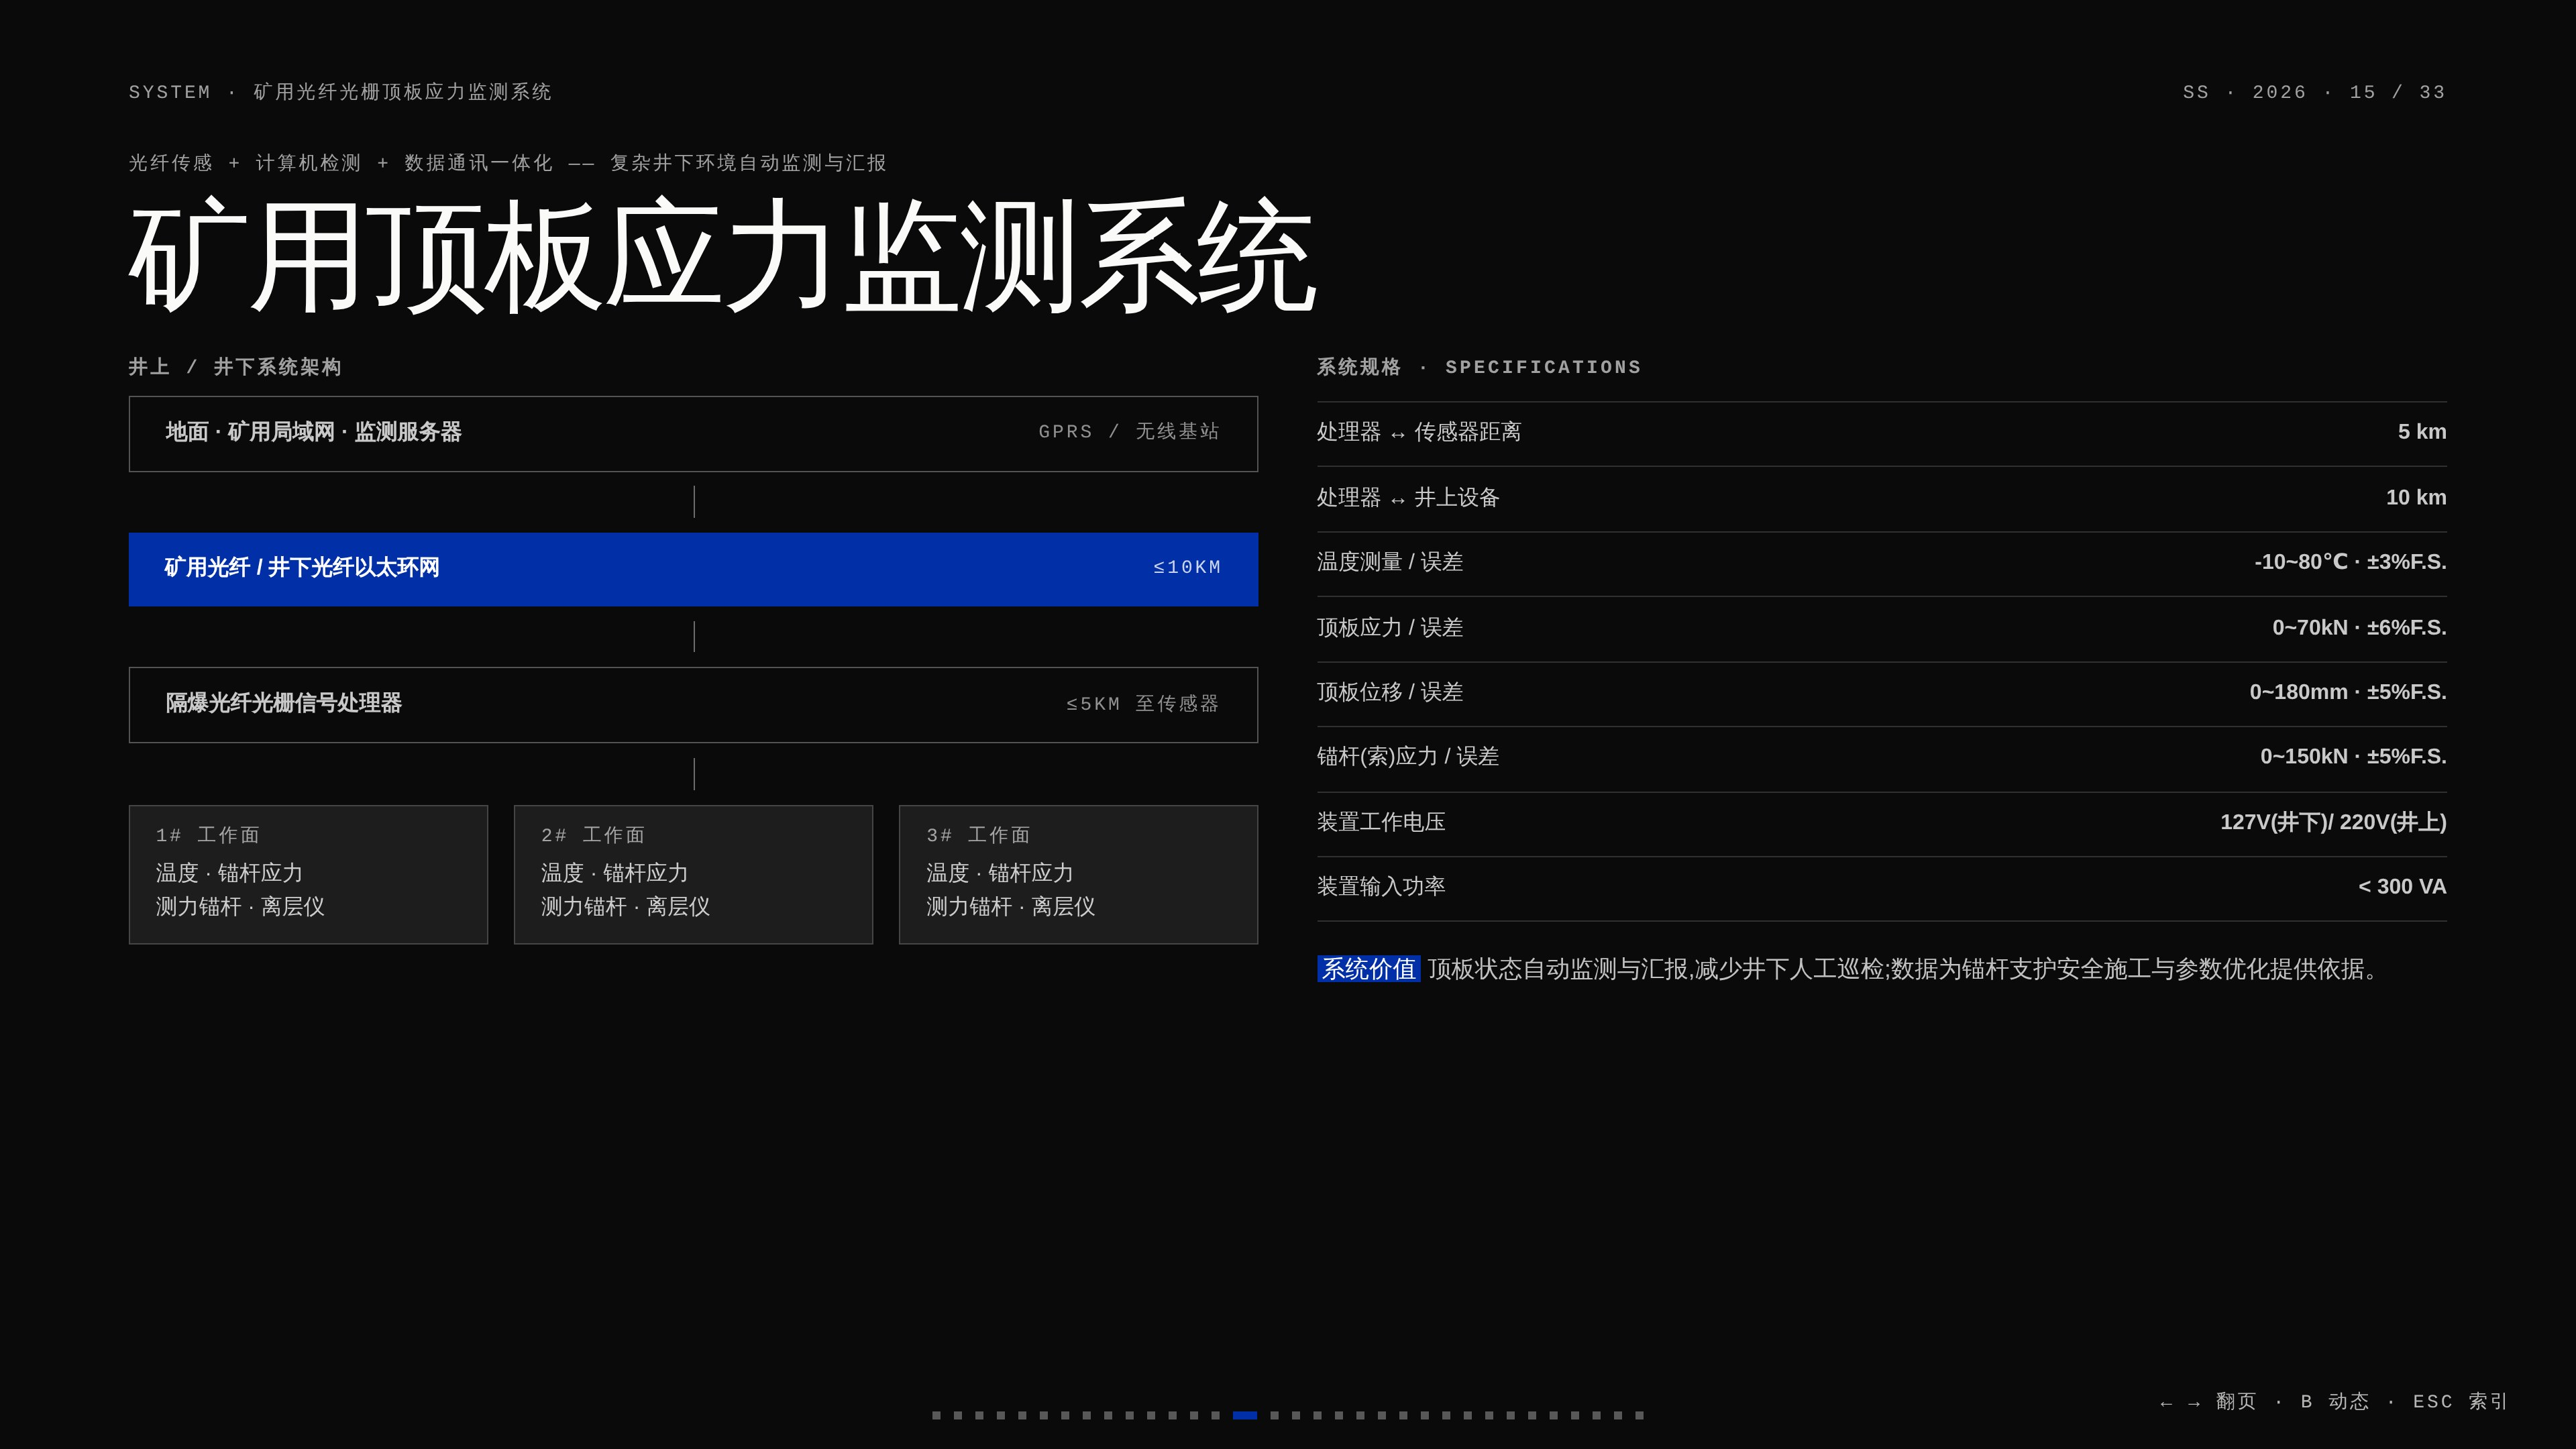 SYSTEM · 矿用光纤光栅顶板应力监测系统
SS · 2026 · 15 / 33
光纤传感 + 计算机检测 + 数据通讯一体化 —— 复杂井下环境自动监测与汇报
矿用顶板应力监测系统
井上 / 井下系统架构
地面 · 矿用局域网 · 监测服务器
GPRS / 无线基站
矿用光纤 / 井下光纤以太环网
≤10KM
隔爆光纤光栅信号处理器
≤5KM 至传感器
1# 工作面
温度 · 锚杆应力
测力锚杆 · 离层仪
2# 工作面
温度 · 锚杆应力
测力锚杆 · 离层仪
3# 工作面
温度 · 锚杆应力
测力锚杆 · 离层仪
系统规格 · SPECIFICATIONS
处理器 ↔ 传感器距离 5 km
处理器 ↔ 井上设备 10 km
温度测量 / 误差 -10~80℃ · ±3%F.S.
顶板应力 / 误差 0~70kN · ±6%F.S.
顶板位移 / 误差 0~180mm · ±5%F.S.
锚杆(索)应力 / 误差 0~150kN · ±5%F.S.
装置工作电压 127V(井下)/ 220V(井上)
装置输入功率 < 300 VA
系统价值 顶板状态自动监测与汇报,减少井下人工巡检;数据为锚杆支护安全施工与参数优化提供依据。
← → 翻页 · B 动态 · ESC 索引